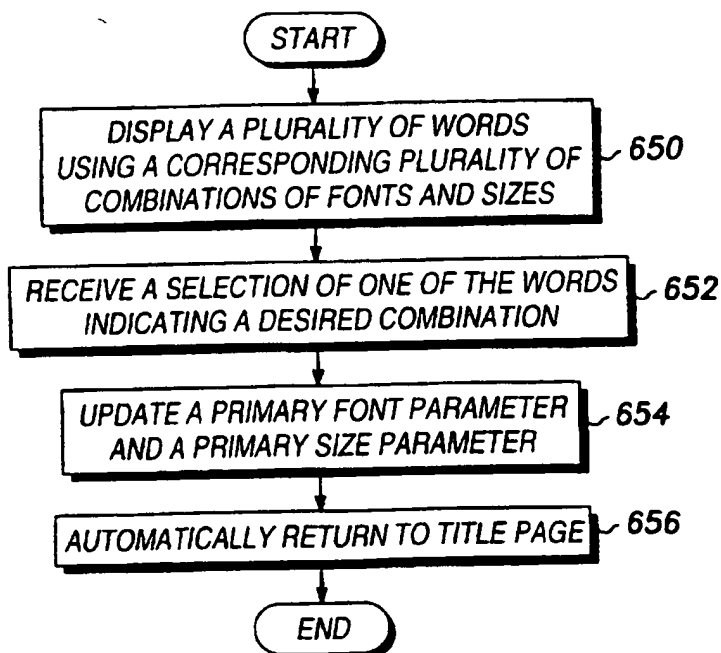 START
DISPLAY A PLURALITY OF WORDS
USING A CORRESPONDING PLURALITY OF
COMBINATIONS OF FONTS AND SIZES
650
RECEIVE A SELECTION OF ONE OF THE WORDS
INDICATING A DESIRED COMBINATION
652
UPDATE A PRIMARY FONT PARAMETER
AND A PRIMARY SIZE PARAMETER
654
AUTOMATICALLY RETURN TO TITLE PAGE
656
END